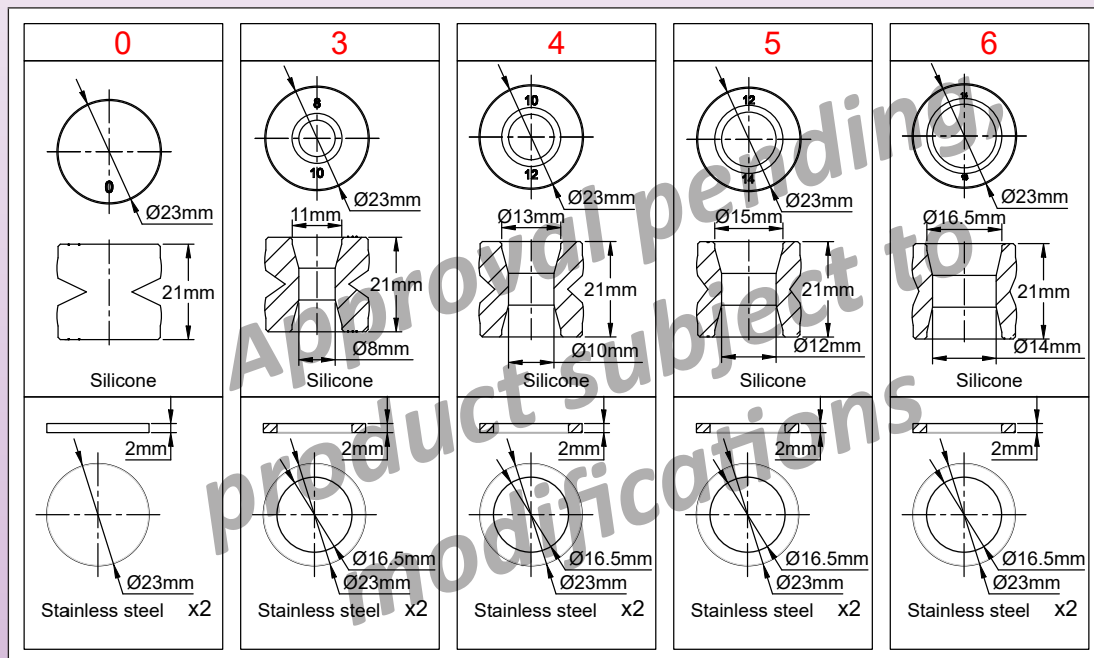 0
3
4
5
6
0
8
10
10
12
12
14
Ø23mm
Ø23mm
Ø23mm
Ø23mm
Ø23mm
11mm
Ø13mm
Ø15mm
Ø16.5mm
21mm
21mm
21mm
21mm
21mm
Ø8mm
Ø10mm
Ø12mm
Ø14mm
Silicone
Silicone
Silicone
Silicone
Silicone
2mm
2mm
2mm
2mm
2mm
Ø23mm
Ø16.5mm
Ø23mm
Ø16.5mm
Ø23mm
Ø16.5mm
Ø23mm
Ø16.5mm
Ø23mm
Stainless steel x2
Stainless steel x2
Stainless steel x2
Stainless steel x2
Stainless steel x2
Approval pending,
product subject to
modifications